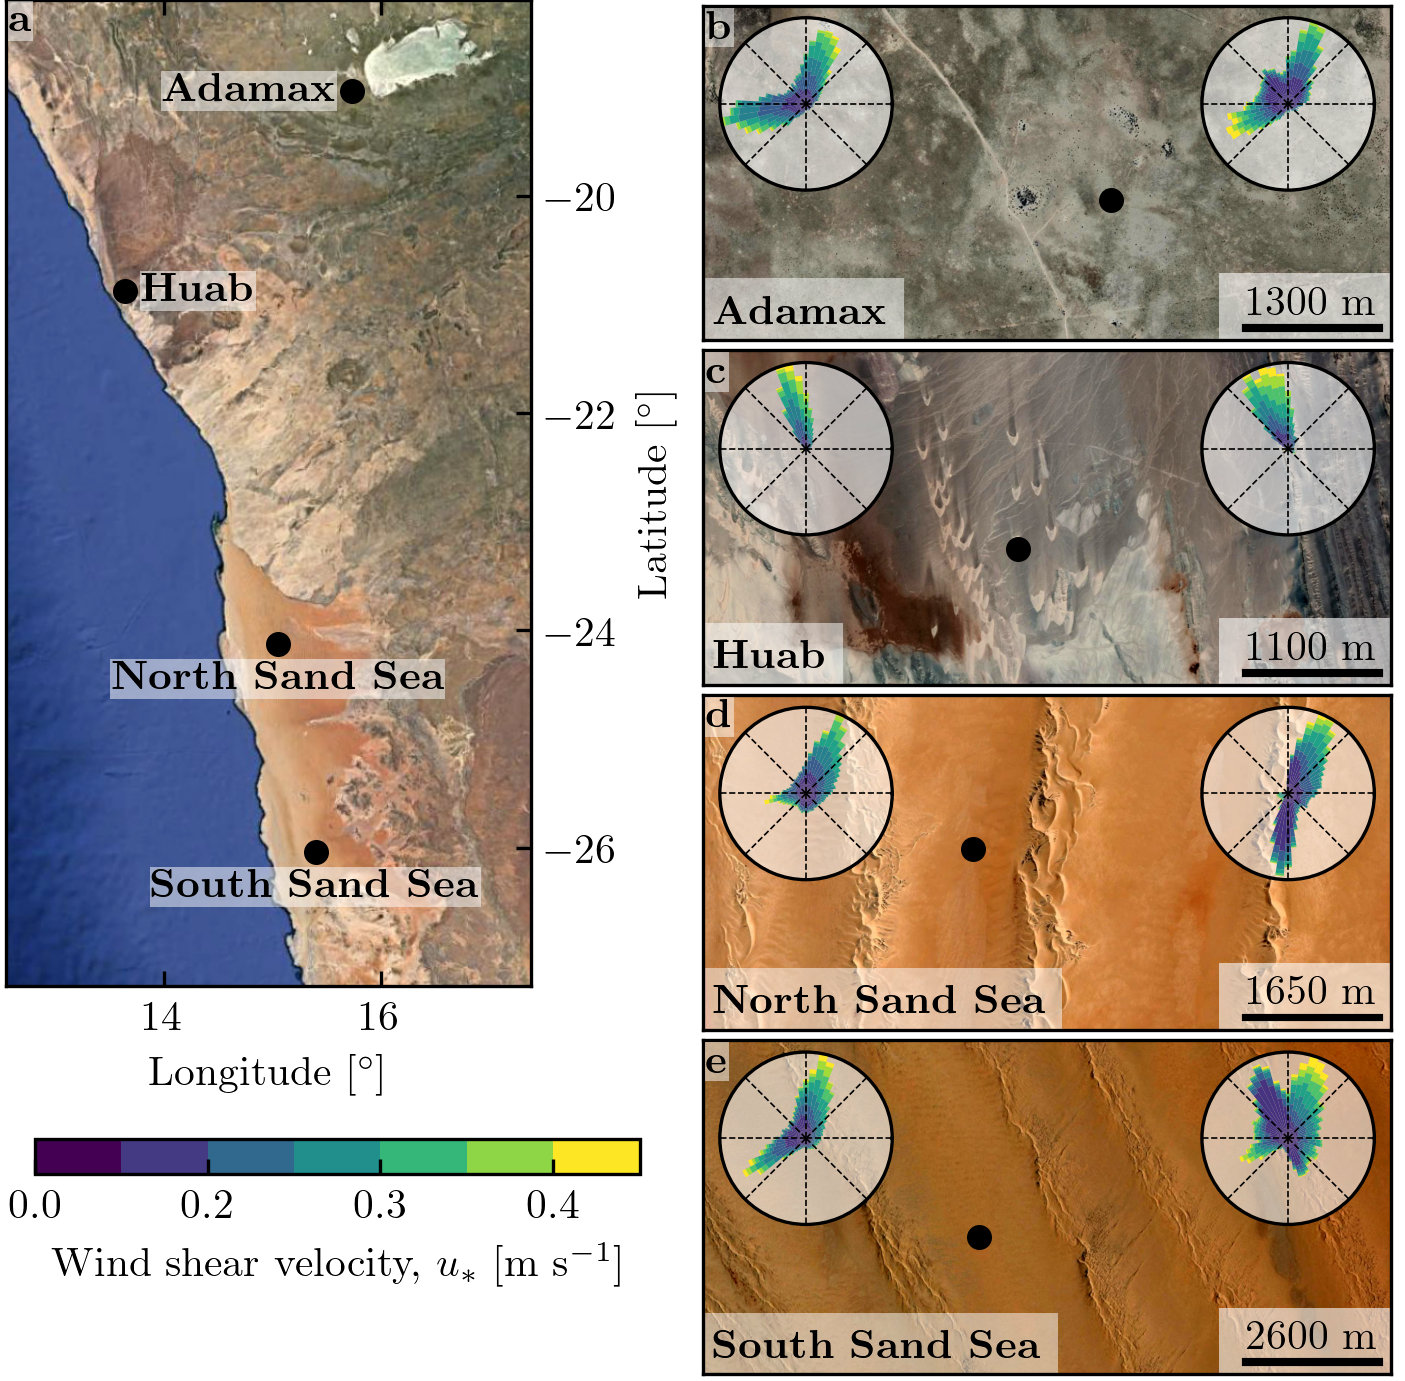 a
Adamax
Huab
North Sand Sea
South Sand Sea
−20
−22
−24
−26
Latitude [°]
14
16
Longitude [°]
0.0
0.2
0.3
0.4
Wind shear velocity, u* [m s⁻¹]
b
Adamax
1300 m
c
Huab
1100 m
d
North Sand Sea
1650 m
e
South Sand Sea
2600 m